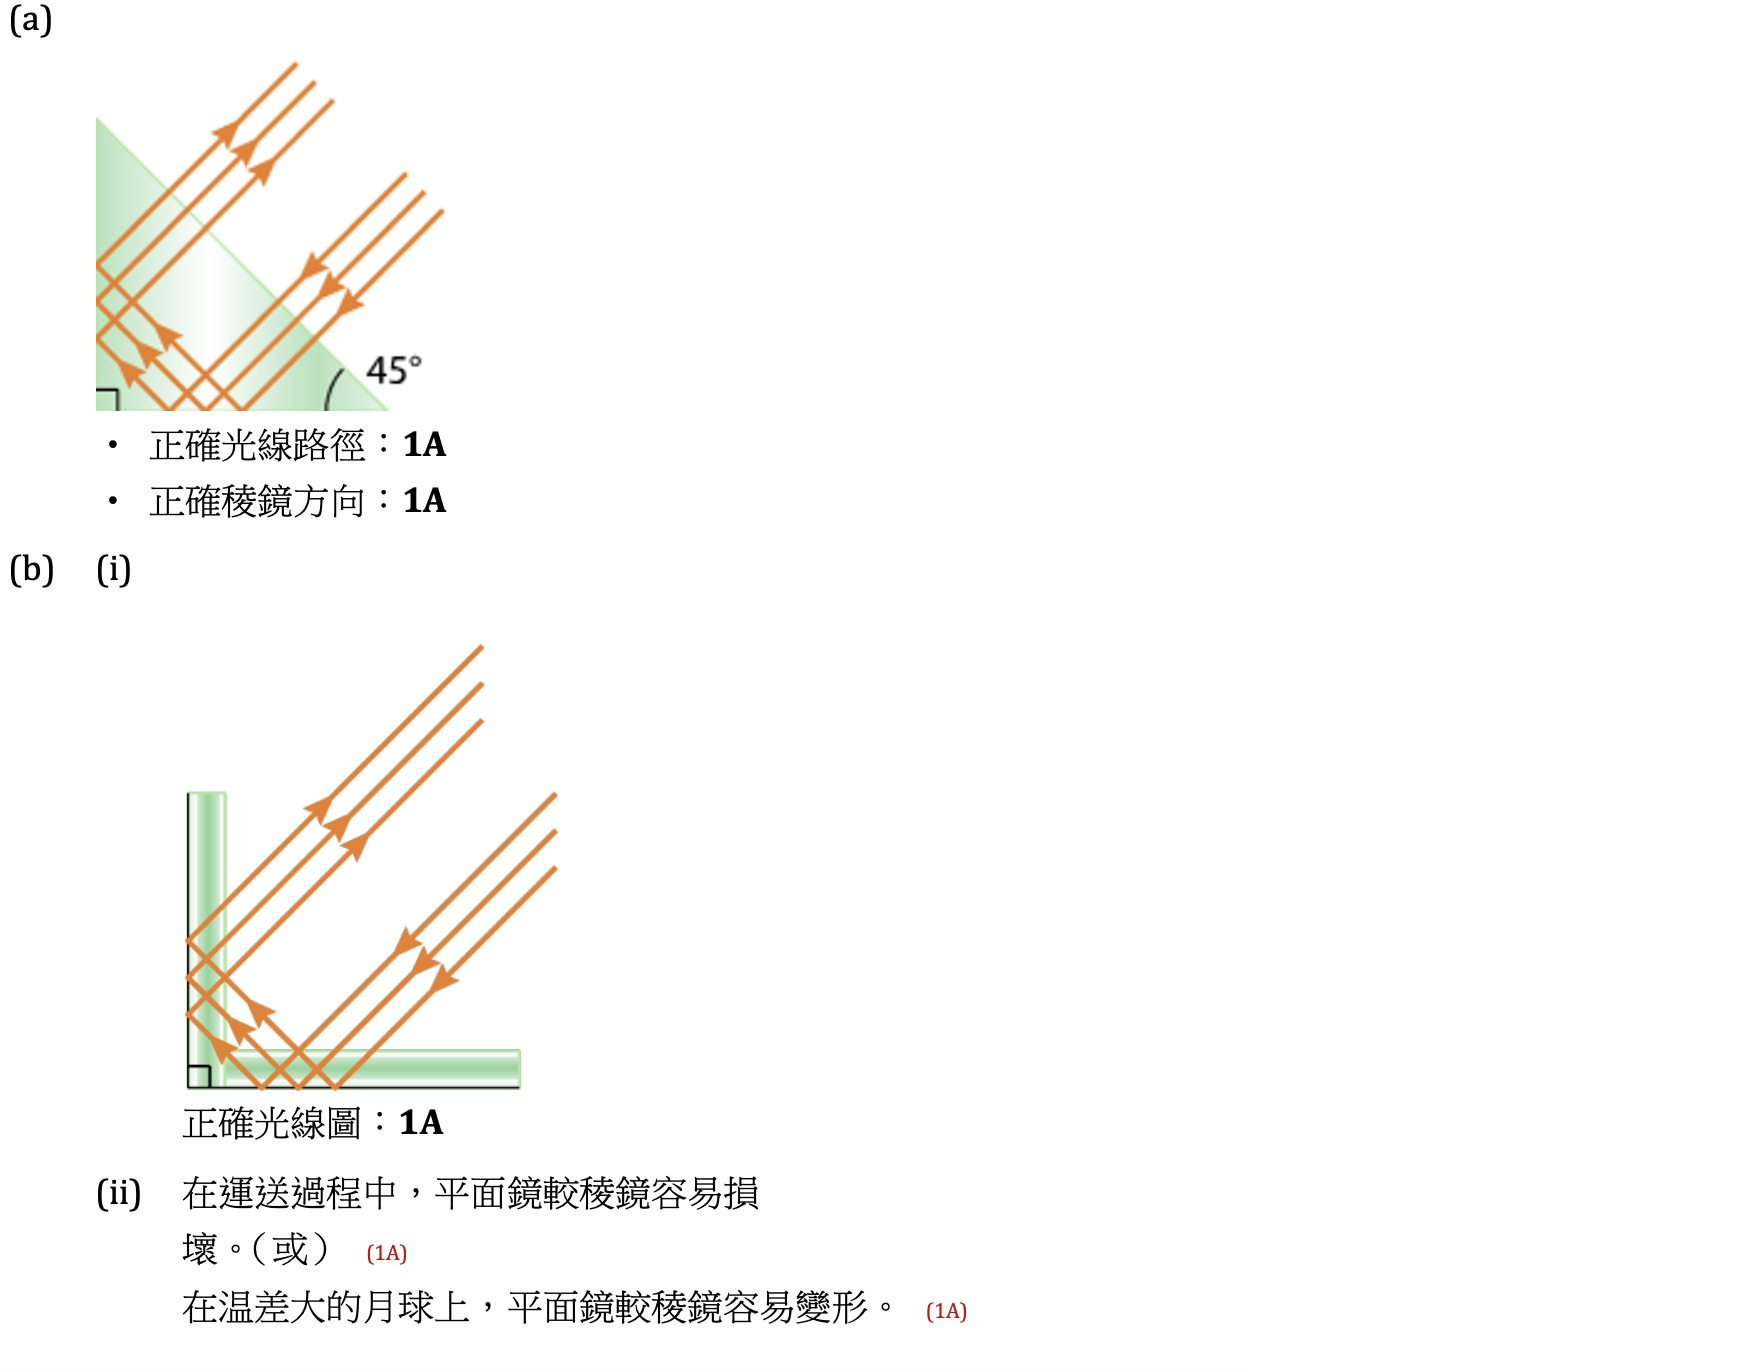 (a)
45°
• 正確光線路徑：1A
• 正確稜鏡方向：1A
(b) (i)
正確光線圖：1A
(ii) 在運送過程中，平面鏡較稜鏡容易損
壞。（或） (1A)
在温差大的月球上，平面鏡較稜鏡容易變形。 (1A)